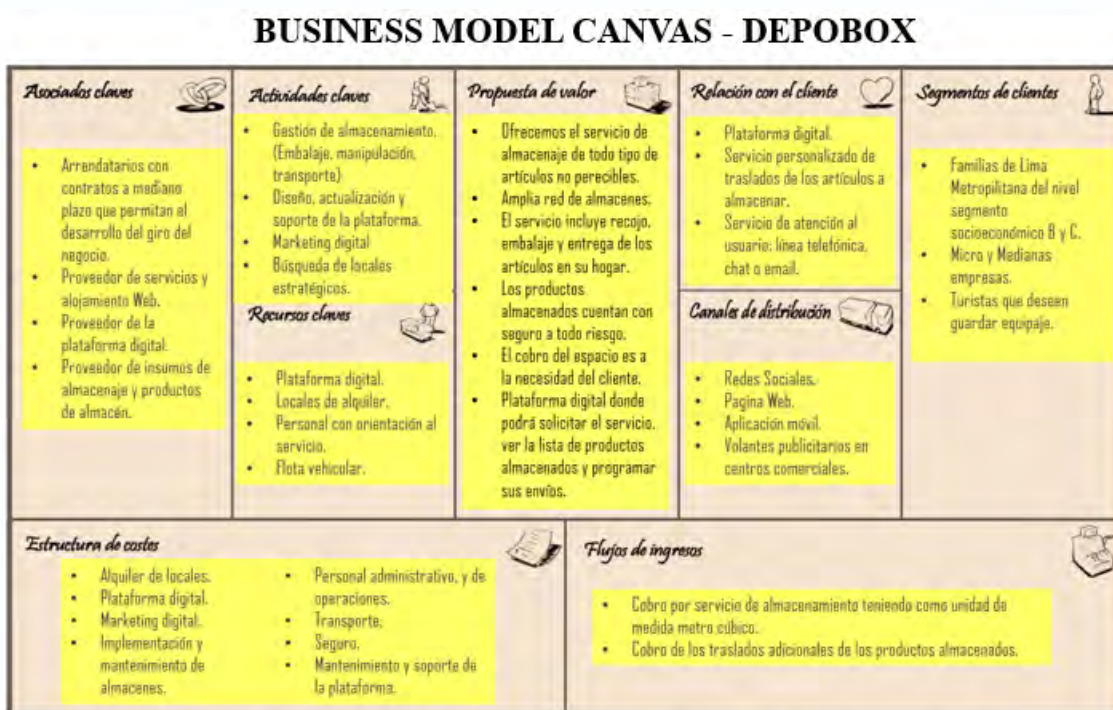 BUSINESS MODEL CANVAS - DEPOBOX
Asociados claves
• Arrendatarios con
contratos a mediano
plazo que permitan el
desarrollo del giro del
negocio.
• Proveedor de servicios y
alojamiento Web.
• Proveedor de la
plataforma digital.
• Proveedor de insumos de
almacenaje y productos
de almacén.
Actividades claves
• Gestión de almacenamiento.
(Embalaje, manipulación,
transporte)
• Diseño, actualización y
soporte de la plataforma.
• Marketing digital
• Búsqueda de locales
estratégicos.
Recursos claves
• Plataforma digital.
• Locales de alquiler.
• Personal con orientación al
servicio.
• Flota vehicular.
Propuesta de valor
• Ofrecemos el servicio de
almacenaje de todo tipo de
artículos no perecibles.
• Amplia red de almacenes.
• El servicio incluye recojo,
embalaje y entrega de los
artículos en su hogar.
• Los productos
almacenados cuentan con
seguro a todo riesgo.
• El cobro del espacio es a
la necesidad del cliente.
• Plataforma digital donde
podrá solicitar el servicio,
ver la lista de productos
almacenados y programar
sus envíos.
Relación con el cliente
• Plataforma digital.
• Servicio personalizado de
traslados de los artículos a
almacenar.
• Servicio de atención al
usuario: línea telefónica,
chat o email.
Canales de distribución
• Redes Sociales.
• Pagina Web.
• Aplicación móvil.
• Volantes publicitarios en
centros comerciales.
Segmentos de clientes
• Familias de Lima
Metropilitana del nivel
segmento
socioeconómico B y C.
• Micro y Medianas
empresas.
• Turistas que deseen
guardar equipaje.
Estructura de costes
• Alquiler de locales.
• Plataforma digital.
• Marketing digital.
• Implementación y
mantenimiento de
almacenes.
• Personal administrativo, y de
operaciones.
• Transporte.
• Seguro.
• Mantenimiento y soporte de
la plataforma.
Flujos de ingresos
• Cobro por servicio de almacenamiento teniendo como unidad de
medida metro cúbico.
• Cobro de los traslados adicionales de los productos almacenados.